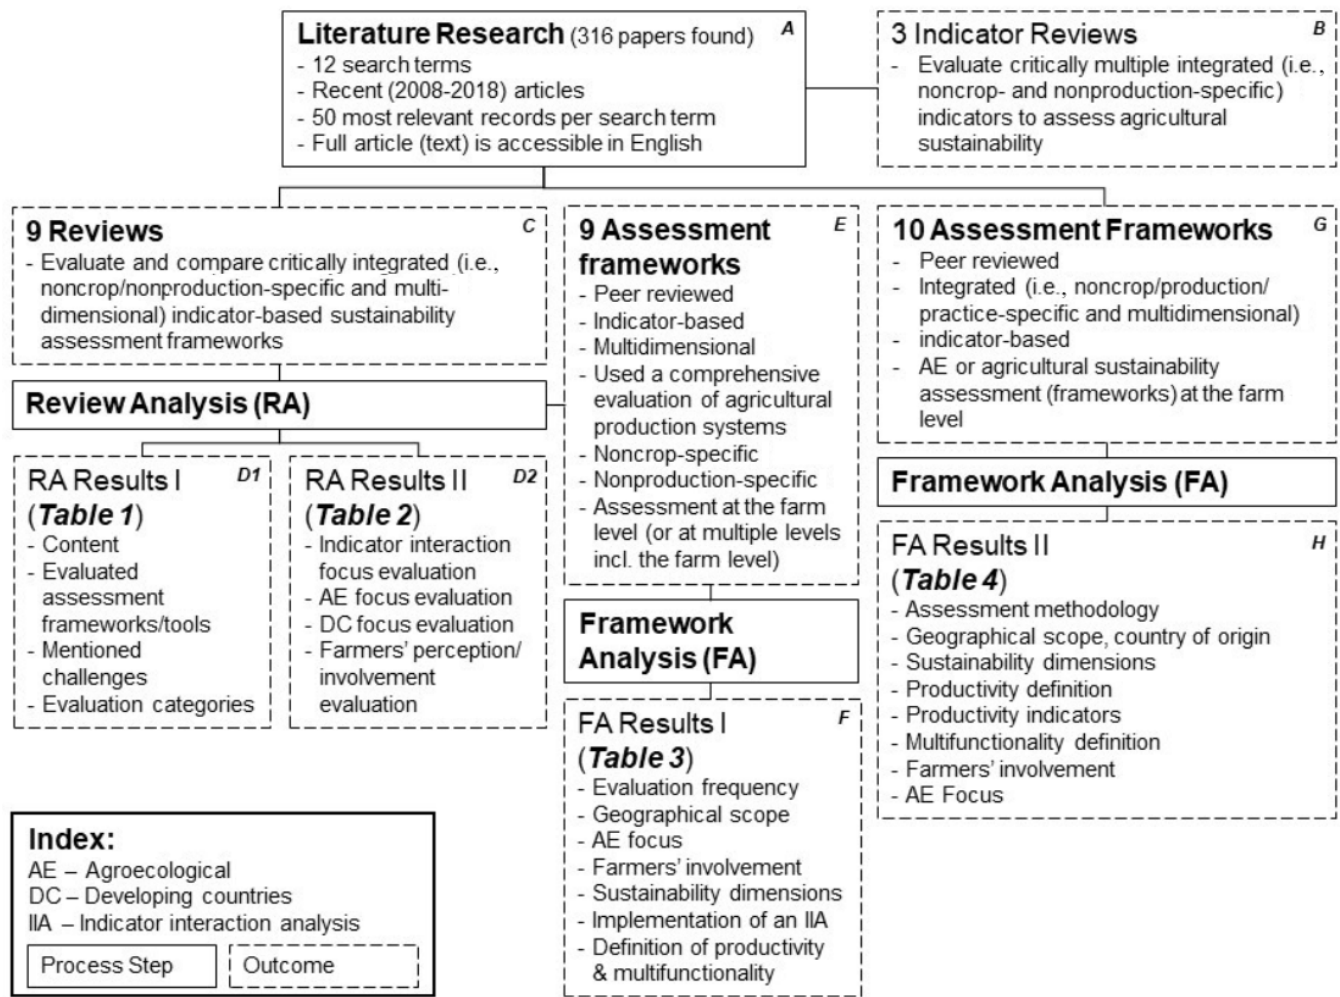 Literature Research (316 papers found) A
- 12 search terms
- Recent (2008-2018) articles
- 50 most relevant records per search term
- Full article (text) is accessible in English
3 Indicator Reviews B
- Evaluate critically multiple integrated (i.e.,
noncrop- and nonproduction-specific)
indicators to assess agricultural
sustainability
9 Reviews C
- Evaluate and compare critically integrated (i.e.,
noncrop/nonproduction-specific and multi-
dimensional) indicator-based sustainability
assessment frameworks
Review Analysis (RA)
RA Results I D1
(Table 1)
- Content
- Evaluated
assessment
frameworks/tools
- Mentioned
challenges
- Evaluation categories
RA Results II D2
(Table 2)
- Indicator interaction
focus evaluation
- AE focus evaluation
- DC focus evaluation
- Farmers' perception/
involvement
evaluation
9 Assessment E
frameworks
- Peer reviewed
- Indicator-based
- Multidimensional
- Used a comprehensive
evaluation of agricultural
production systems
- Noncrop-specific
- Nonproduction-specific
- Assessment at the farm
level (or at multiple levels
incl. the farm level)
Framework
Analysis (FA)
FA Results I F
(Table 3)
- Evaluation frequency
- Geographical scope
- AE focus
- Farmers' involvement
- Sustainability dimensions
- Implementation of an IIA
- Definition of productivity
& multifunctionality
10 Assessment Frameworks G
- Peer reviewed
- Integrated (i.e., noncrop/production/
practice-specific and multidimensional)
- indicator-based
- AE or agricultural sustainability
assessment (frameworks) at the farm
level
Framework Analysis (FA)
FA Results II H
(Table 4)
- Assessment methodology
- Geographical scope, country of origin
- Sustainability dimensions
- Productivity definition
- Productivity indicators
- Multifunctionality definition
- Farmers' involvement
- AE Focus
Index:
AE – Agroecological
DC – Developing countries
IIA – Indicator interaction analysis
Process Step
Outcome